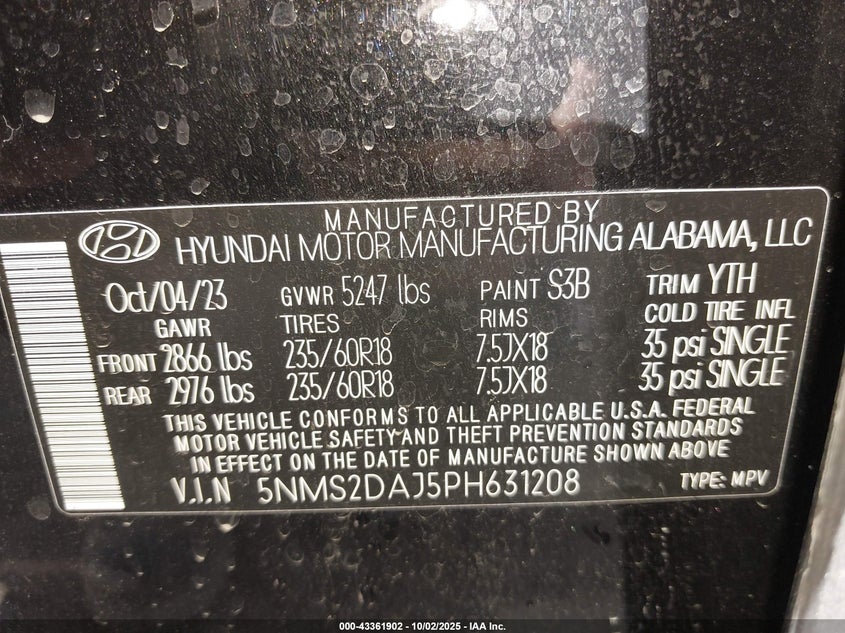 MANUFACTURED BY
HYUNDAI MOTOR MANUFACTURING ALABAMA, LLC
Oct/04/23 GVWR 5247 lbs PAINT S3B TRIM YTH
GAWR TIRES RIMS COLD TIRE INFL
FRONT 2866 lbs 235/60R18 7.5JX18 35 psi SINGLE
REAR 2976 lbs 235/60R18 7.5JX18 35 psi SINGLE
THIS VEHICLE CONFORMS TO ALL APPLICABLE U.S.A. FEDERAL
MOTOR VEHICLE SAFETY AND THEFT PREVENTION STANDARDS
IN EFFECT ON THE DATE OF MANUFACTURE SHOWN ABOVE
V.I.N 5NMS2DAJ5PH631208 TYPE: MPV
000-43361902 - 10/02/2025 - IAA Inc.